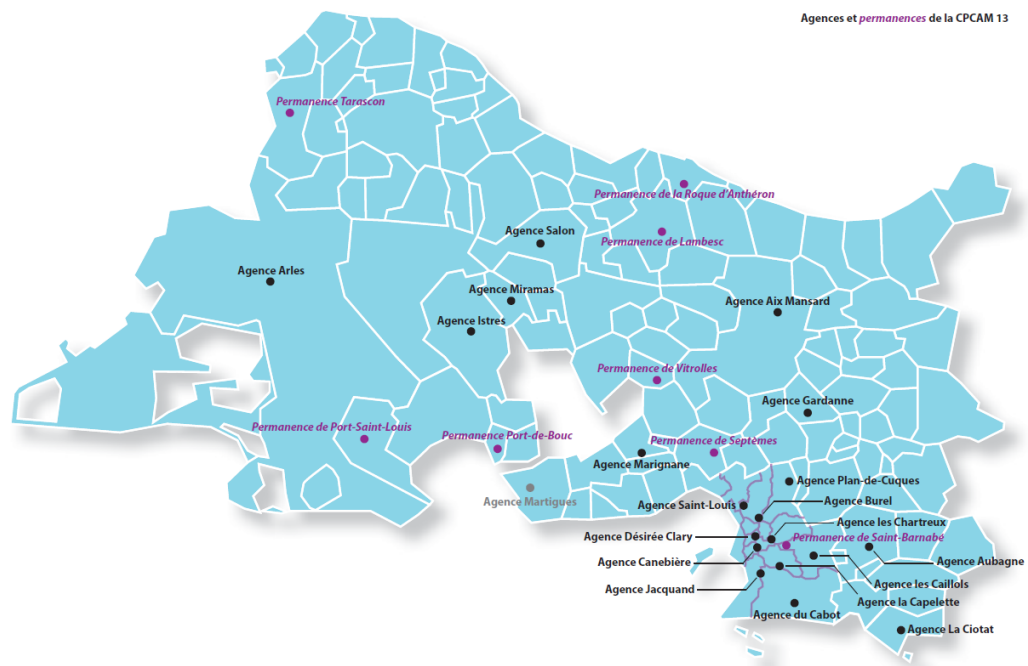 Agences et permanences de la CPCAM 13
Permanence Tarascon
Permanence de la Roque d'Anthéron
Agence Salon
Permanence de Lambesc
Agence Arles
Agence Miramas
Agence Aix Mansard
Agence Istres
Permanence de Vitrolles
Agence Gardanne
Permanence de Port-Saint-Louis
Permanence Port-de-Bouc
Permanence de Septèmes
Agence Marignane
Agence Plan-de-Cuques
Agence Martigues
Agence Saint-Louis
Agence Burel
Agence les Chartreux
Agence Désirée Clary
Permanence de Saint-Barnabé
Agence Canebière
Agence Aubagne
Agence Jacquand
Agence les Caillols
Agence la Capelette
Agence du Cabot
Agence La Ciotat